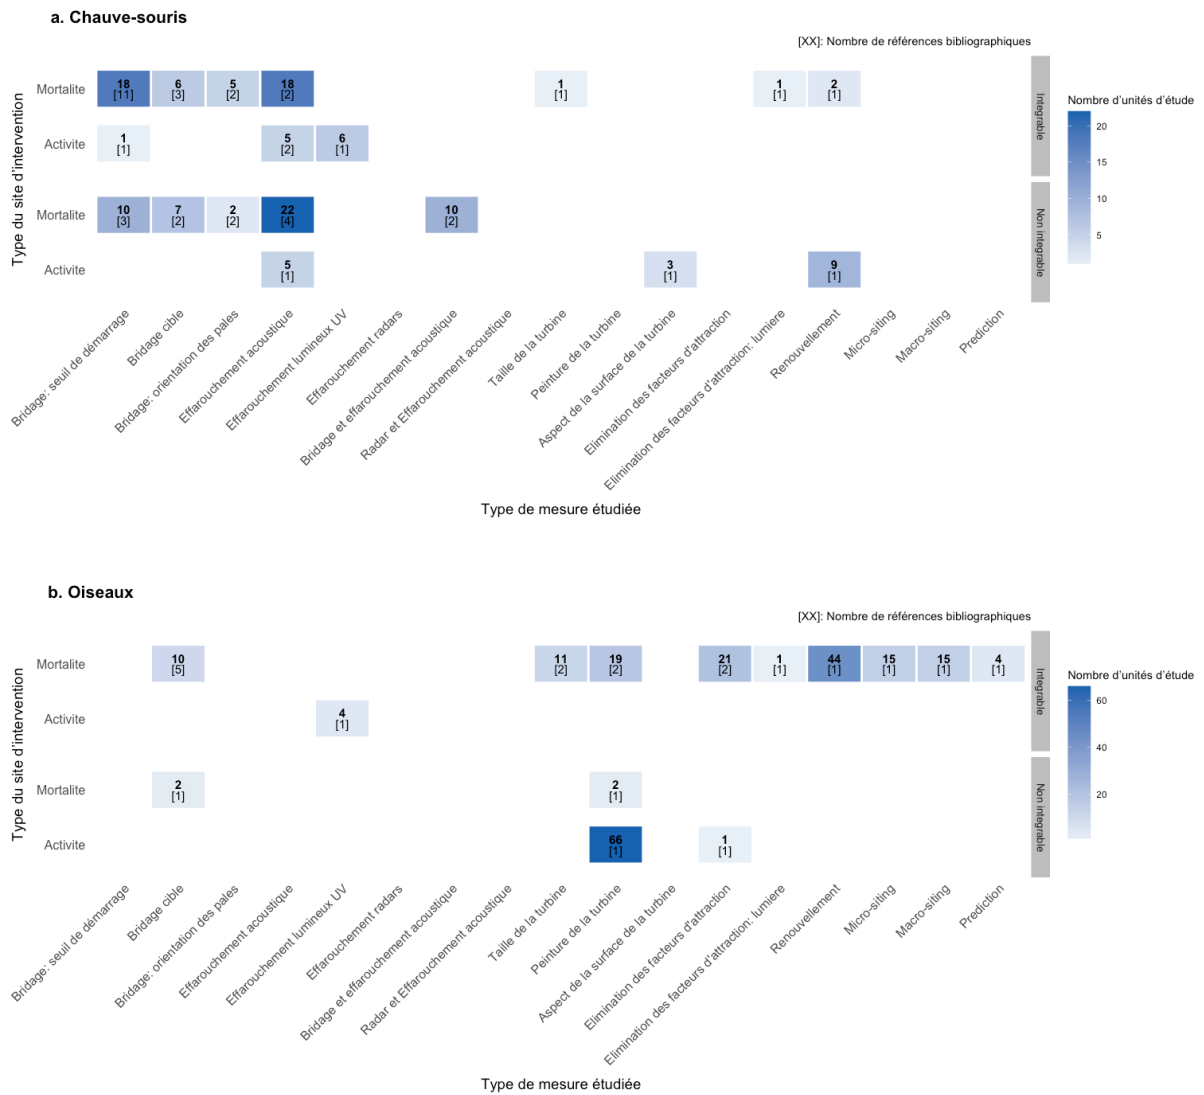 a. Chauve-souris
[XX]: Nombre de références bibliographiques
Type du site d'intervention
Mortalite
18 6 5 18 1 1 2
[11] [3] [2] [2] [1] [1] [1]
Activite
1 5 6
[1] [2] [1]
Integrable
Mortalite
10 7 2 22 10
[3] [2] [2] [4] [2]
Activite
5 3 9
[1] [1] [1]
Non integrable
Bridage: seuil de démarrage
Bridage cible
Bridage: orientation des pales
Effarouchement acoustique
Effarouchement lumineux UV
Effarouchement radars
Bridage et effarouchement acoustique
Radar et Effarouchement acoustique
Taille de la turbine
Peinture de la turbine
Aspect de la surface de la turbine
Elimination des facteurs d'attraction
Elimination des facteurs d'attraction: lumiere
Renouvellement
Micro-siting
Macro-siting
Prediction
Type de mesure étudiée
Nombre d'unités d'étude
20
15
10
5
b. Oiseaux
[XX]: Nombre de références bibliographiques
Type du site d'intervention
Mortalite
10 11 19 21 1 44 15 15 4
[5] [2] [2] [2] [1] [1] [1] [1] [1]
Activite
4
[1]
Integrable
Mortalite
2 2
[1] [1]
Activite
66 1
[1] [1]
Non integrable
Bridage: seuil de démarrage
Bridage cible
Bridage: orientation des pales
Effarouchement acoustique
Effarouchement lumineux UV
Effarouchement radars
Bridage et effarouchement acoustique
Radar et Effarouchement acoustique
Taille de la turbine
Peinture de la turbine
Aspect de la surface de la turbine
Elimination des facteurs d'attraction
Elimination des facteurs d'attraction: lumiere
Renouvellement
Micro-siting
Macro-siting
Prediction
Type de mesure étudiée
Nombre d'unités d'étude
60
40
20